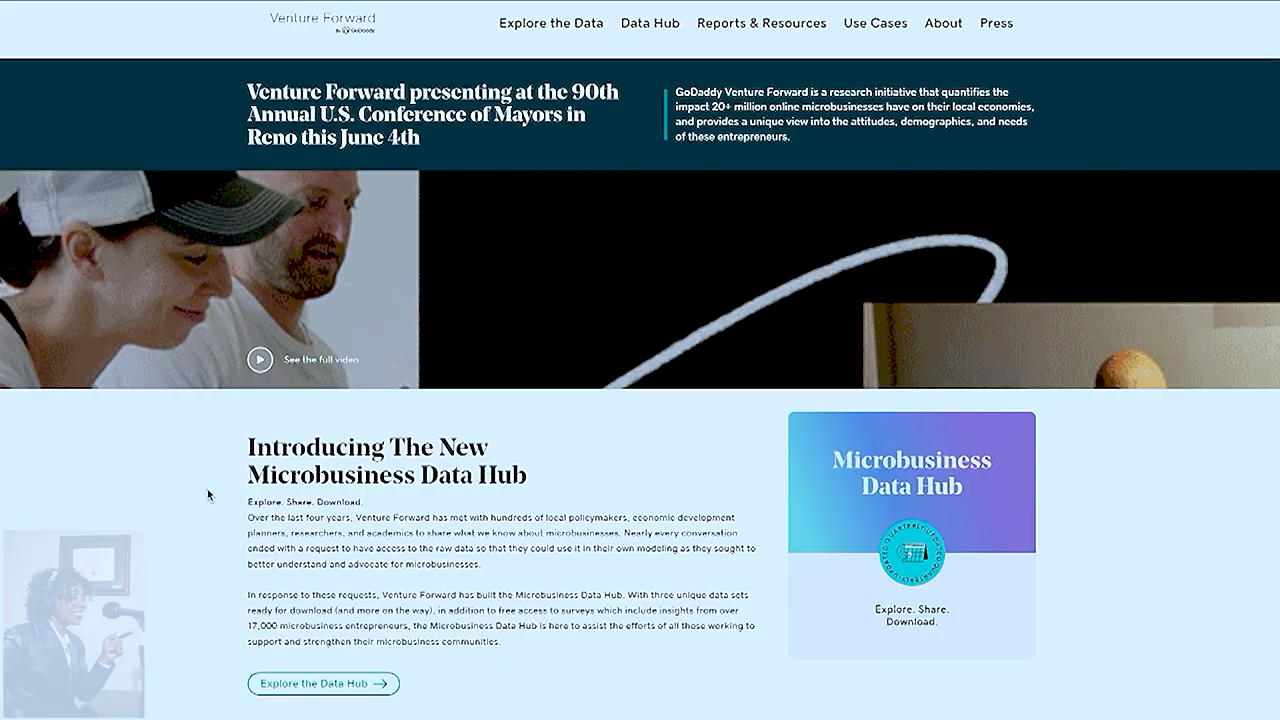 Venture Forward
By GoDaddy
Explore the Data
Data Hub
Reports & Resources
Use Cases
About
Press
Venture Forward presenting at the 90th
Annual U.S. Conference of Mayors in
Reno this June 4th
GoDaddy Venture Forward is a research initiative that quantifies the
impact 20+ million online microbusinesses have on their local economies,
and provides a unique view into the attitudes, demographics, and needs
of these entrepreneurs.
See the full video
Introducing The New
Microbusiness Data Hub
Explore. Share. Download.
Over the last four years, Venture Forward has met with hundreds of local policymakers, economic development
planners, researchers, and academics to share what we know about microbusinesses. Nearly every conversation
ended with a request to have access to the raw data so that they could use it in their own modeling as they sought to
better understand and advocate for microbusinesses.
In response to these requests, Venture Forward has built the Microbusiness Data Hub. With three unique data sets
ready for download (and more on the way), in addition to free access to surveys which include insights from over
17,000 microbusiness entrepreneurs, the Microbusiness Data Hub is here to assist the efforts of all those working to
support and strengthen their microbusiness communities.
Explore the Data Hub
Microbusiness
Data Hub
QUARTERLY UPDATED QUARTERLY UPDATED
Explore. Share.
Download.